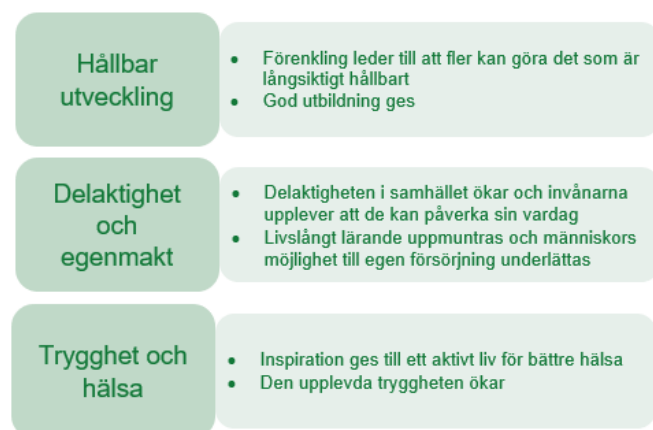 Hållbar
utveckling
• Förenkling leder till att fler kan göra det som är
långsiktigt hållbart
• God utbildning ges
Delaktighet
och
egenmakt
• Delaktigheten i samhället ökar och invånarna
upplever att de kan påverka sin vardag
• Livslångt lärande uppmuntras och människors
möjlighet till egen försörjning underlättas
Trygghet och
hälsa
• Inspiration ges till ett aktivt liv för bättre hälsa
• Den upplevda tryggheten ökar